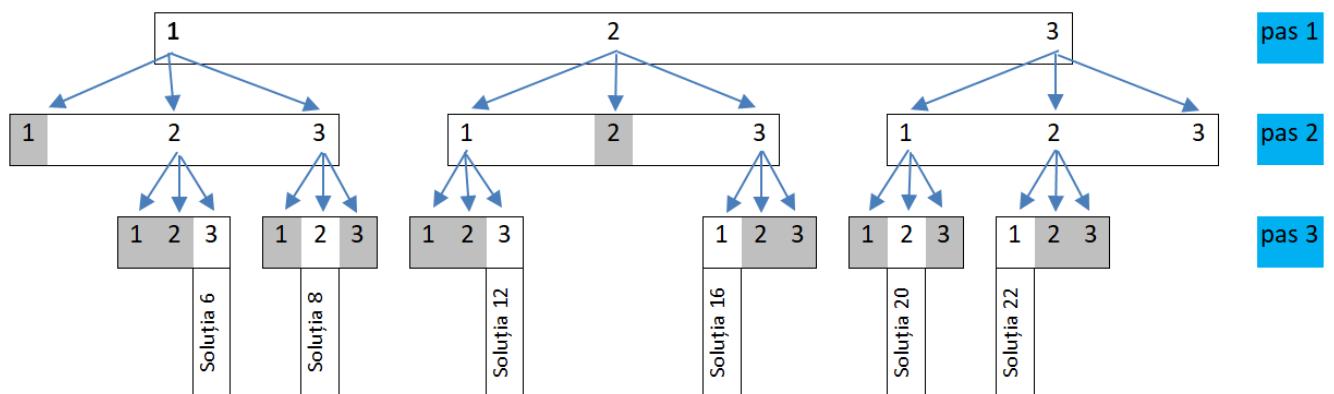 1 2 3 pas 1
1 2 3 1 2 3 1 2 3 pas 2
1 2 3 1 2 3 1 2 3 1 2 3 1 2 3 1 2 3 pas 3
Soluția 6
Soluția 8
Soluția 12
Soluția 16
Soluția 20
Soluția 22